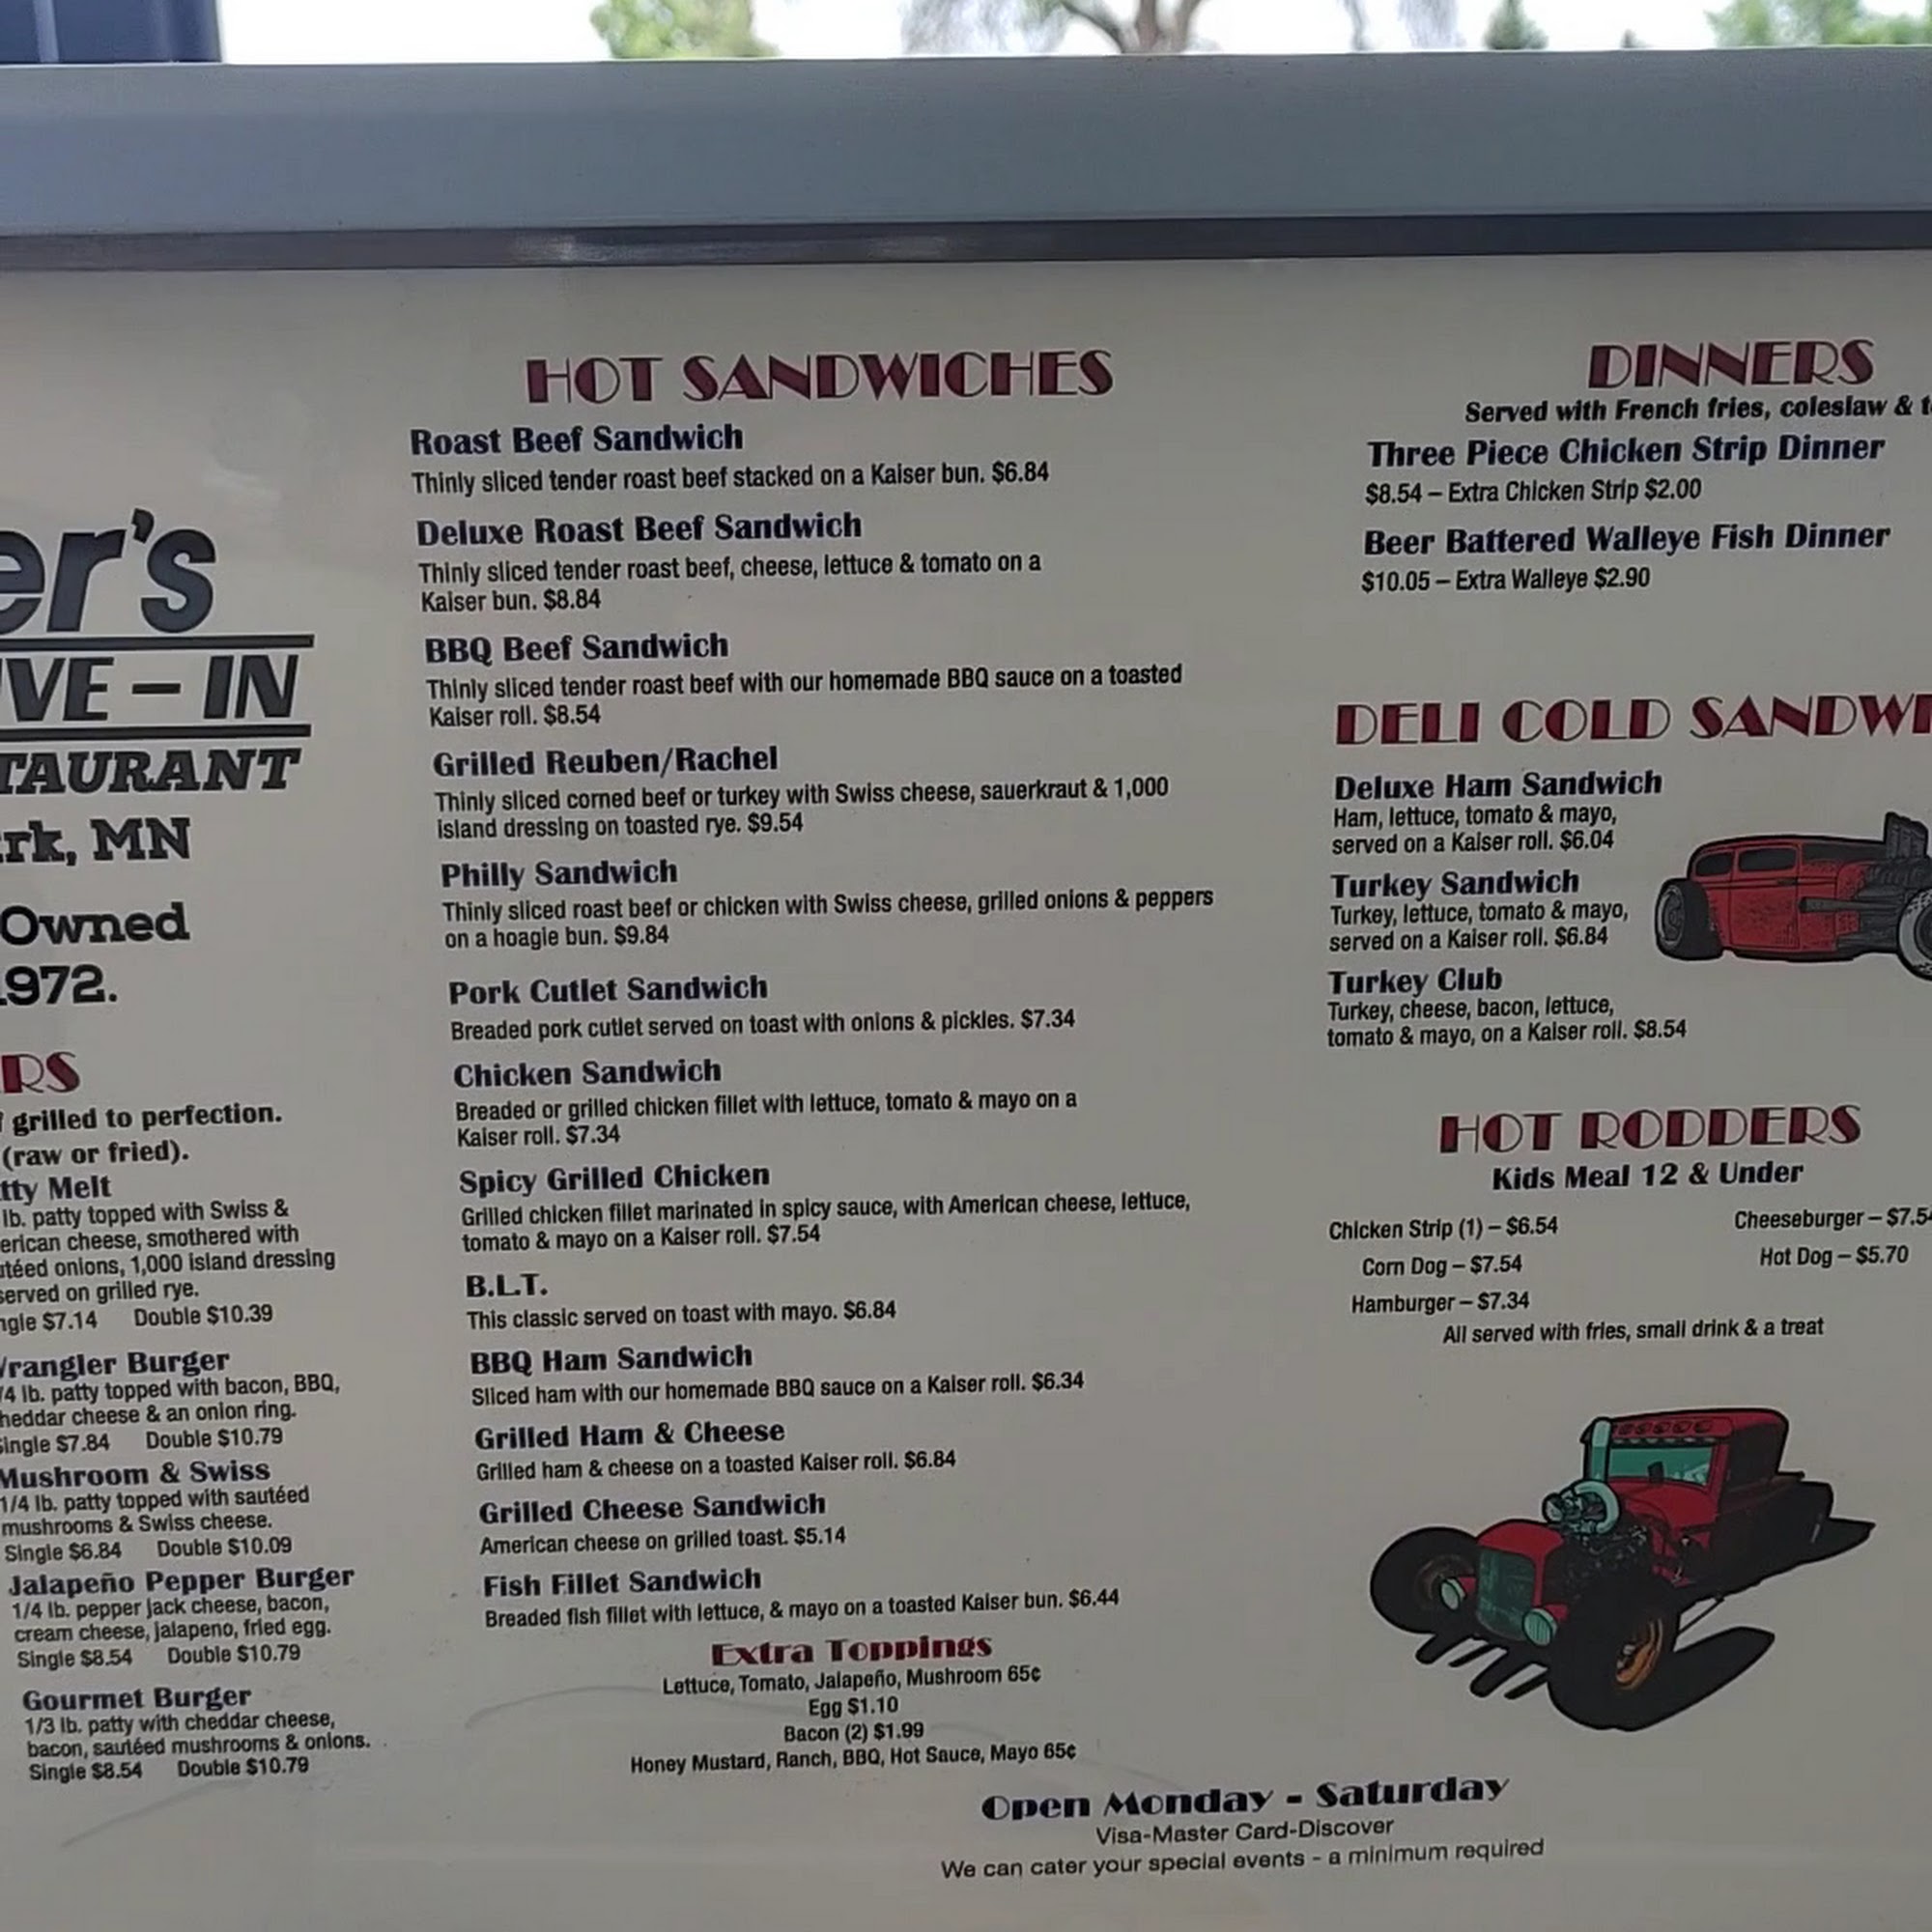 er's
VE – IN
TAURANT
rk, MN
Owned
1972.
RS
grilled to perfection.
(raw or fried).
tty Melt
lb. patty topped with Swiss &
erican cheese, smothered with
utéed onions, 1,000 island dressing
served on grilled rye.
ngle $7.14 Double $10.39
Wrangler Burger
1/4 lb. patty topped with bacon, BBQ,
cheddar cheese & an onion ring.
Single $7.84 Double $10.79
Mushroom & Swiss
1/4 lb. patty topped with sautéed
mushrooms & Swiss cheese.
Single $6.84 Double $10.09
Jalapeño Pepper Burger
1/4 lb. pepper jack cheese, bacon,
cream cheese, jalapeno, fried egg.
Single $8.54 Double $10.79
Gourmet Burger
1/3 lb. patty with cheddar cheese,
bacon, sautéed mushrooms & onions.
Single $8.54 Double $10.79
HOT SANDWICHES
Roast Beef Sandwich
Thinly sliced tender roast beef stacked on a Kaiser bun. $6.84
Deluxe Roast Beef Sandwich
Thinly sliced tender roast beef, cheese, lettuce & tomato on a
Kaiser bun. $8.84
BBQ Beef Sandwich
Thinly sliced tender roast beef with our homemade BBQ sauce on a toasted
Kaiser roll. $8.54
Grilled Reuben/Rachel
Thinly sliced corned beef or turkey with Swiss cheese, sauerkraut & 1,000
island dressing on toasted rye. $9.54
Philly Sandwich
Thinly sliced roast beef or chicken with Swiss cheese, grilled onions & peppers
on a hoagie bun. $9.84
Pork Cutlet Sandwich
Breaded pork cutlet served on toast with onions & pickles. $7.34
Chicken Sandwich
Breaded or grilled chicken fillet with lettuce, tomato & mayo on a
Kaiser roll. $7.34
Spicy Grilled Chicken
Grilled chicken fillet marinated in spicy sauce, with American cheese, lettuce,
tomato & mayo on a Kaiser roll. $7.54
B.L.T.
This classic served on toast with mayo. $6.84
BBQ Ham Sandwich
Sliced ham with our homemade BBQ sauce on a Kaiser roll. $6.34
Grilled Ham & Cheese
Grilled ham & cheese on a toasted Kaiser roll. $6.84
Grilled Cheese Sandwich
American cheese on grilled toast. $5.14
Fish Fillet Sandwich
Breaded fish fillet with lettuce, & mayo on a toasted Kaiser bun. $6.44
Extra Toppings
Lettuce, Tomato, Jalapeño, Mushroom 65¢
Egg $1.10
Bacon (2) $1.99
Honey Mustard, Ranch, BBQ, Hot Sauce, Mayo 65¢
DINNERS
Served with French fries, coleslaw & t
Three Piece Chicken Strip Dinner
$8.54 – Extra Chicken Strip $2.00
Beer Battered Walleye Fish Dinner
$10.05 – Extra Walleye $2.90
DELI COLD SANDWI
Deluxe Ham Sandwich
Ham, lettuce, tomato & mayo,
served on a Kaiser roll. $6.04
Turkey Sandwich
Turkey, lettuce, tomato & mayo,
served on a Kaiser roll. $6.84
Turkey Club
Turkey, cheese, bacon, lettuce,
tomato & mayo, on a Kaiser roll. $8.54
HOT RODDERS
Kids Meal 12 & Under
Chicken Strip (1) – $6.54 Cheeseburger – $7.54
Corn Dog – $7.54 Hot Dog – $5.70
Hamburger – $7.34
All served with fries, small drink & a treat
Open Monday - Saturday
Visa-Master Card-Discover
We can cater your special events - a minimum required